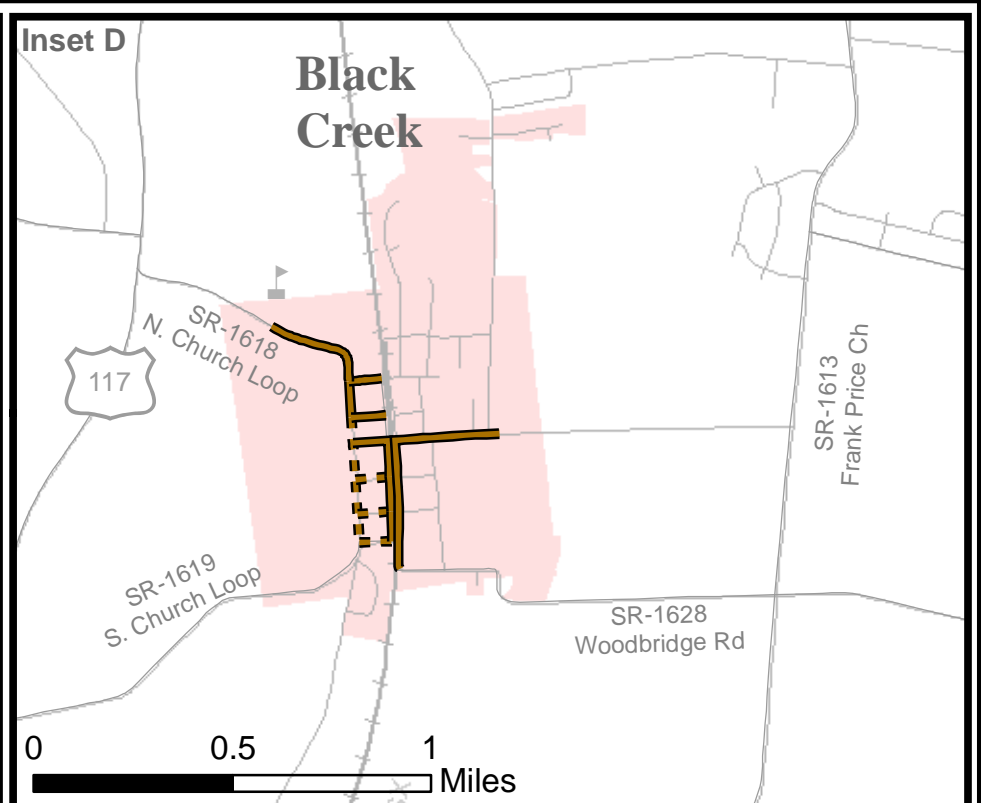 Inset D
Black
Creek
SR-1618
N. Church Loop
117
SR-1613
Frank Price Ch
SR-1619
S. Church Loop
SR-1628
Woodbridge Rd
0 0.5 1
Miles